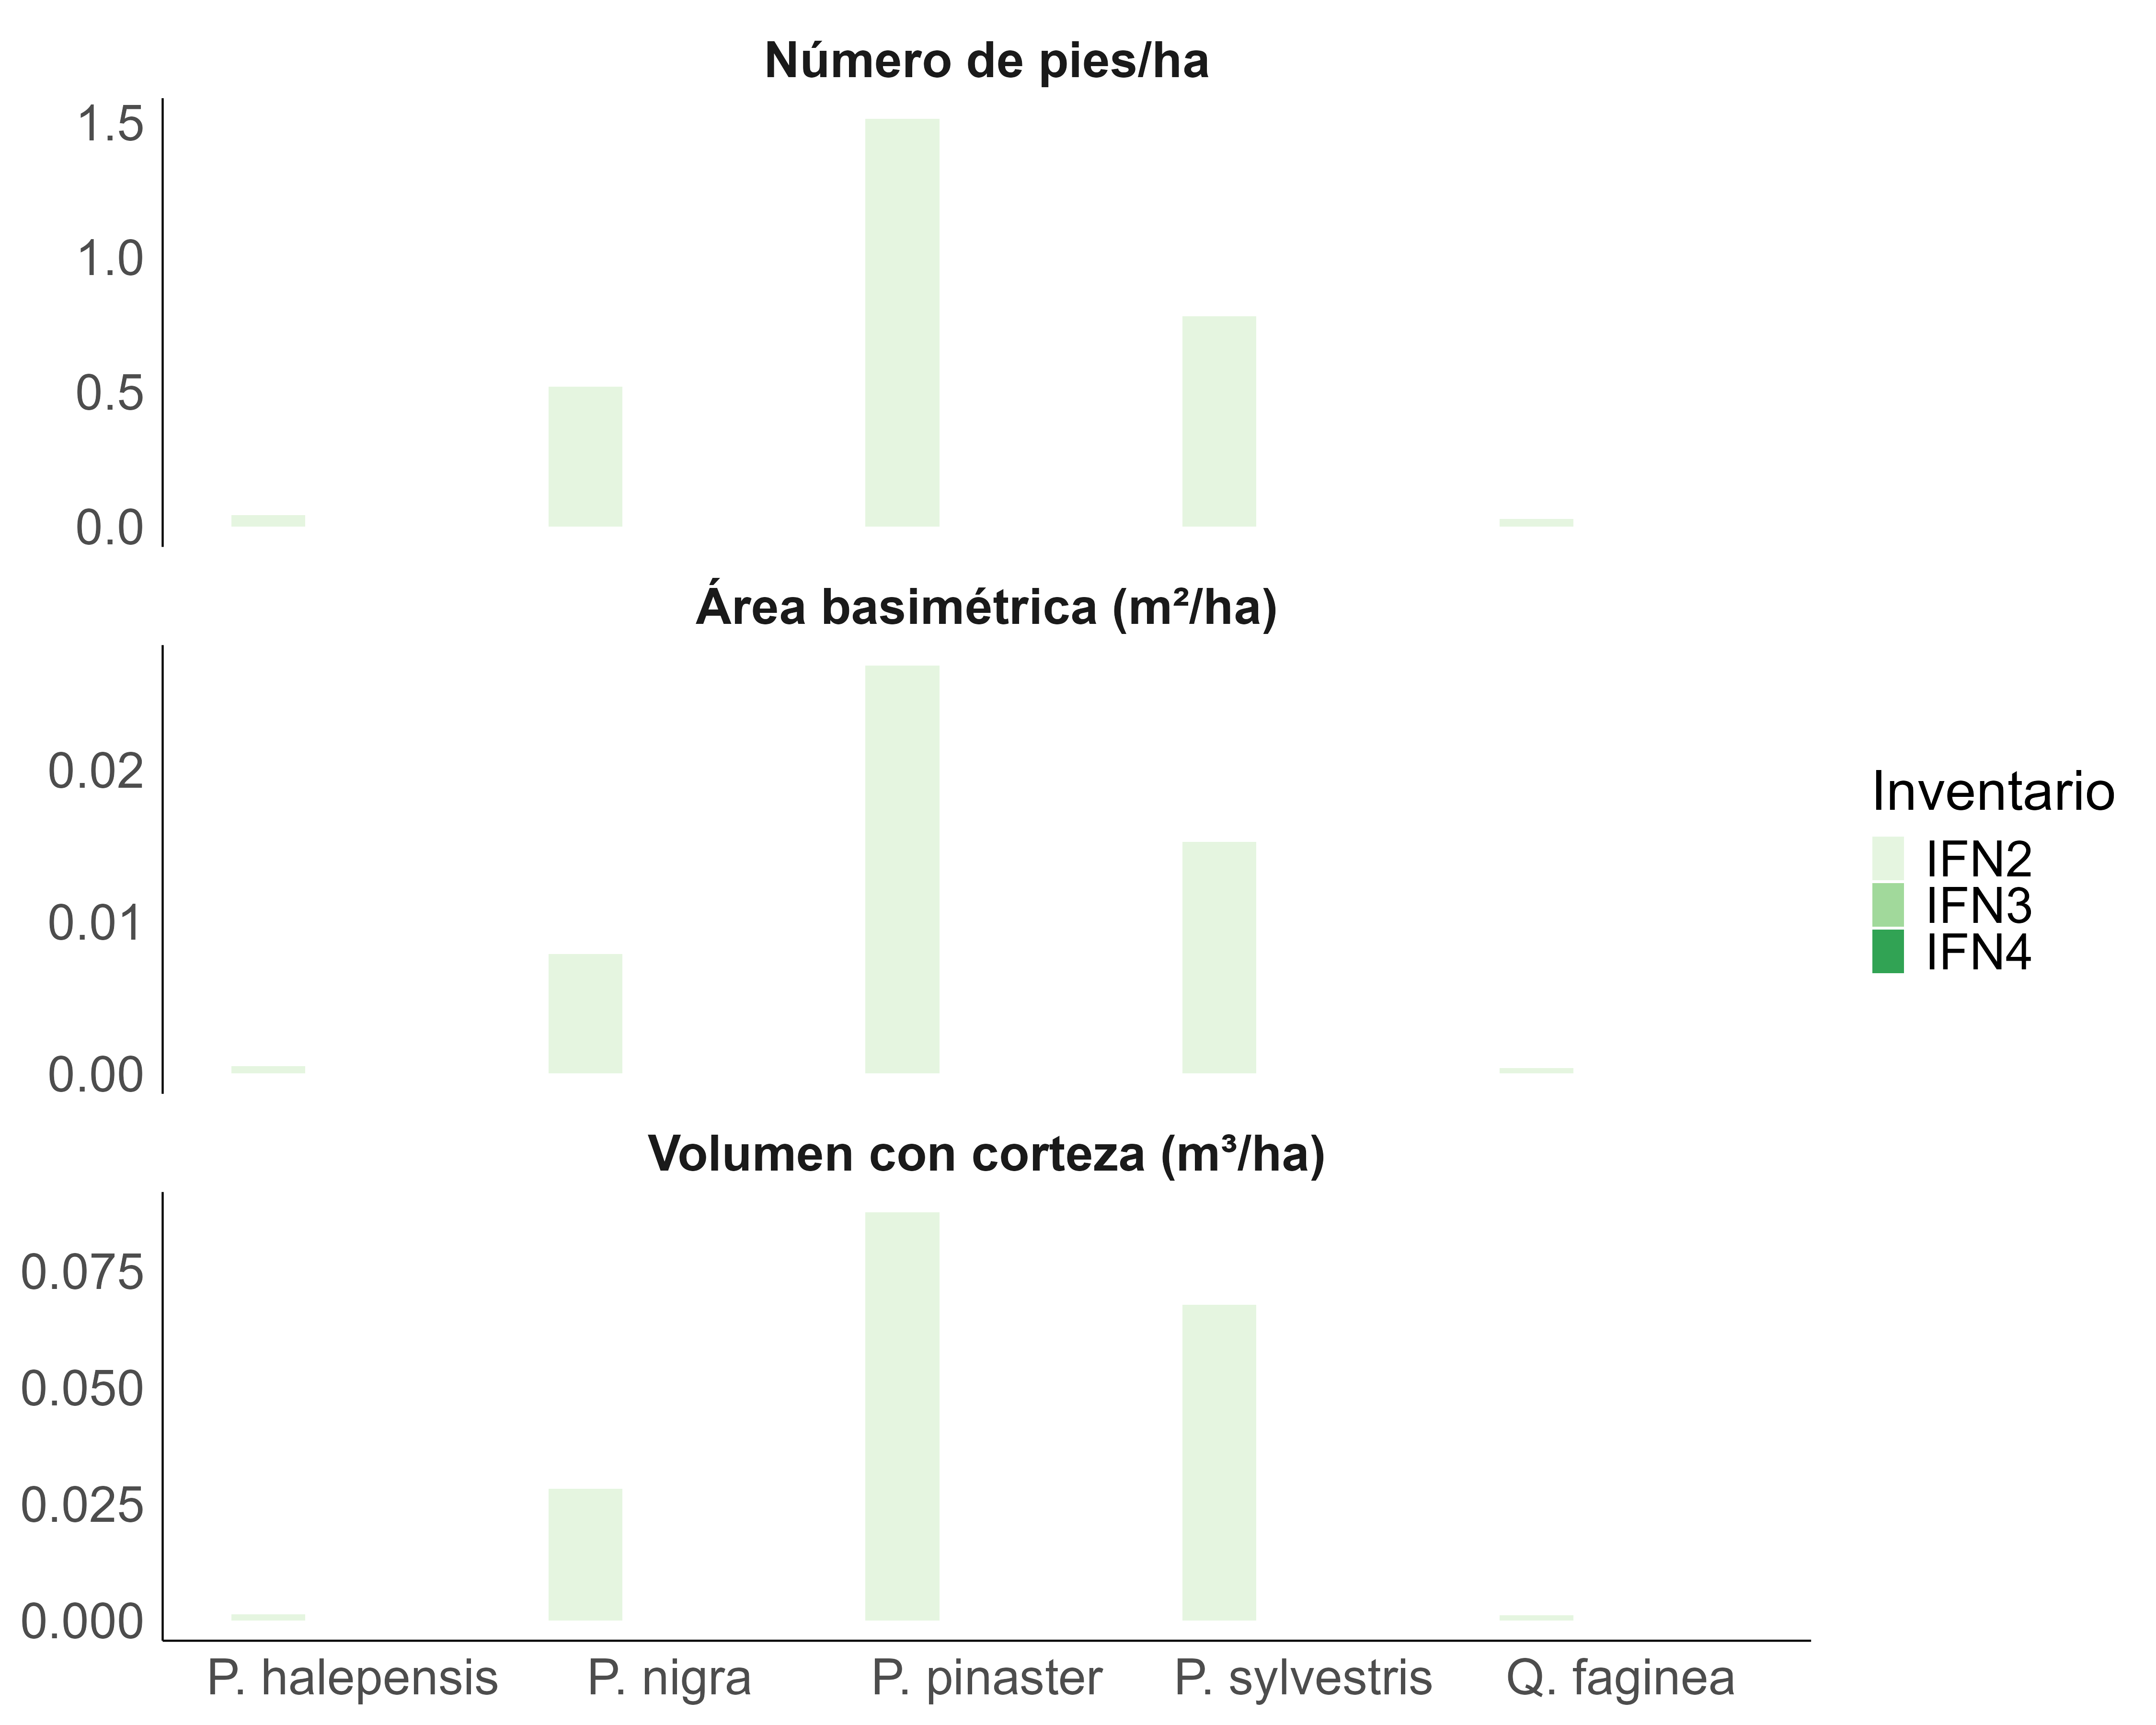 Número de pies/ha
1.5
1.0
0.5
0.0
Área basimétrica (m²/ha)
0.02
0.01
0.00
Volumen con corteza (m³/ha)
0.075
0.050
0.025
0.000
P. halepensis
P. nigra
P. pinaster
P. sylvestris
Q. faginea
Inventario
IFN2
IFN3
IFN4